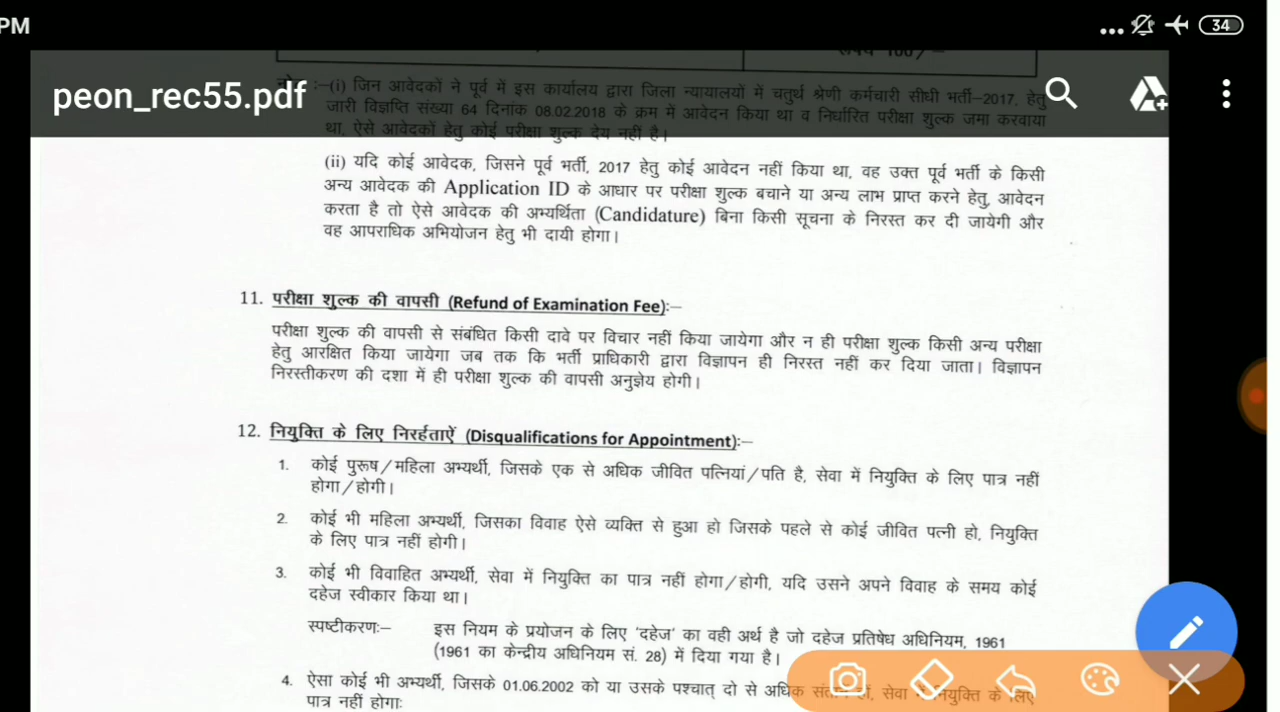 PM
34
रुपये 100/-
peon_rec55.pdf
नोट :-(i) जिन आवेदकों ने पूर्व में इस कार्यालय द्वारा जिला न्यायालयों में चतुर्थ श्रेणी कर्मचारी सीधी भर्ती-2017, हेतु
जारी विज्ञप्ति संख्या 64 दिनांक 08.02.2018 के क्रम में आवेदन किया था व निर्धारित परीक्षा शुल्क जमा करवाया
था, ऐसे आवेदकों हेतु कोई परीक्षा शुल्क देय नहीं है।
(ii) यदि कोई आवेदक, जिसने पूर्व भर्ती, 2017 हेतु कोई आवेदन नहीं किया था, वह उक्त पूर्व भर्ती के किसी
अन्य आवेदक की Application ID के आधार पर परीक्षा शुल्क बचाने या अन्य लाभ प्राप्त करने हेतु, आवेदन
करता है तो ऐसे आवेदक की अभ्यर्थिता (Candidature) बिना किसी सूचना के निरस्त कर दी जायेगी और
वह आपराधिक अभियोजन हेतु भी दायी होगा।
11. परीक्षा शुल्क की वापसी (Refund of Examination Fee):-
परीक्षा शुल्क की वापसी से संबंधित किसी दावे पर विचार नहीं किया जायेगा और न ही परीक्षा शुल्क किसी अन्य परीक्षा
हेतु आरक्षित किया जायेगा जब तक कि भर्ती प्राधिकारी द्वारा विज्ञापन ही निरस्त नहीं कर दिया जाता। विज्ञापन
निरस्तीकरण की दशा में ही परीक्षा शुल्क की वापसी अनुज्ञेय होगी।
12. नियुक्ति के लिए निरर्हताऐं (Disqualifications for Appointment):-
1. कोई पुरूष/महिला अभ्यर्थी, जिसके एक से अधिक जीवित पत्नियां/पति है, सेवा में नियुक्ति के लिए पात्र नहीं
होगा/होगी।
2. कोई भी महिला अभ्यर्थी, जिसका विवाह ऐसे व्यक्ति से हुआ हो जिसके पहले से कोई जीवित पत्नी हो, नियुक्ति
के लिए पात्र नहीं होगी।
3. कोई भी विवाहित अभ्यर्थी, सेवा में नियुक्ति का पात्र नहीं होगा/होगी, यदि उसने अपने विवाह के समय कोई
दहेज स्वीकार किया था।
स्पष्टीकरणः- इस नियम के प्रयोजन के लिए 'दहेज' का वही अर्थ है जो दहेज प्रतिषेध अधिनियम, 1961
(1961 का केन्द्रीय अधिनियम सं. 28) में दिया गया है।
4. ऐसा कोई भी अभ्यर्थी, जिसके 01.06.2002 को या उसके पश्चात् दो से अधिक संतान हों, सेवा में नियुक्ति के लिए
पात्र नहीं होगाः